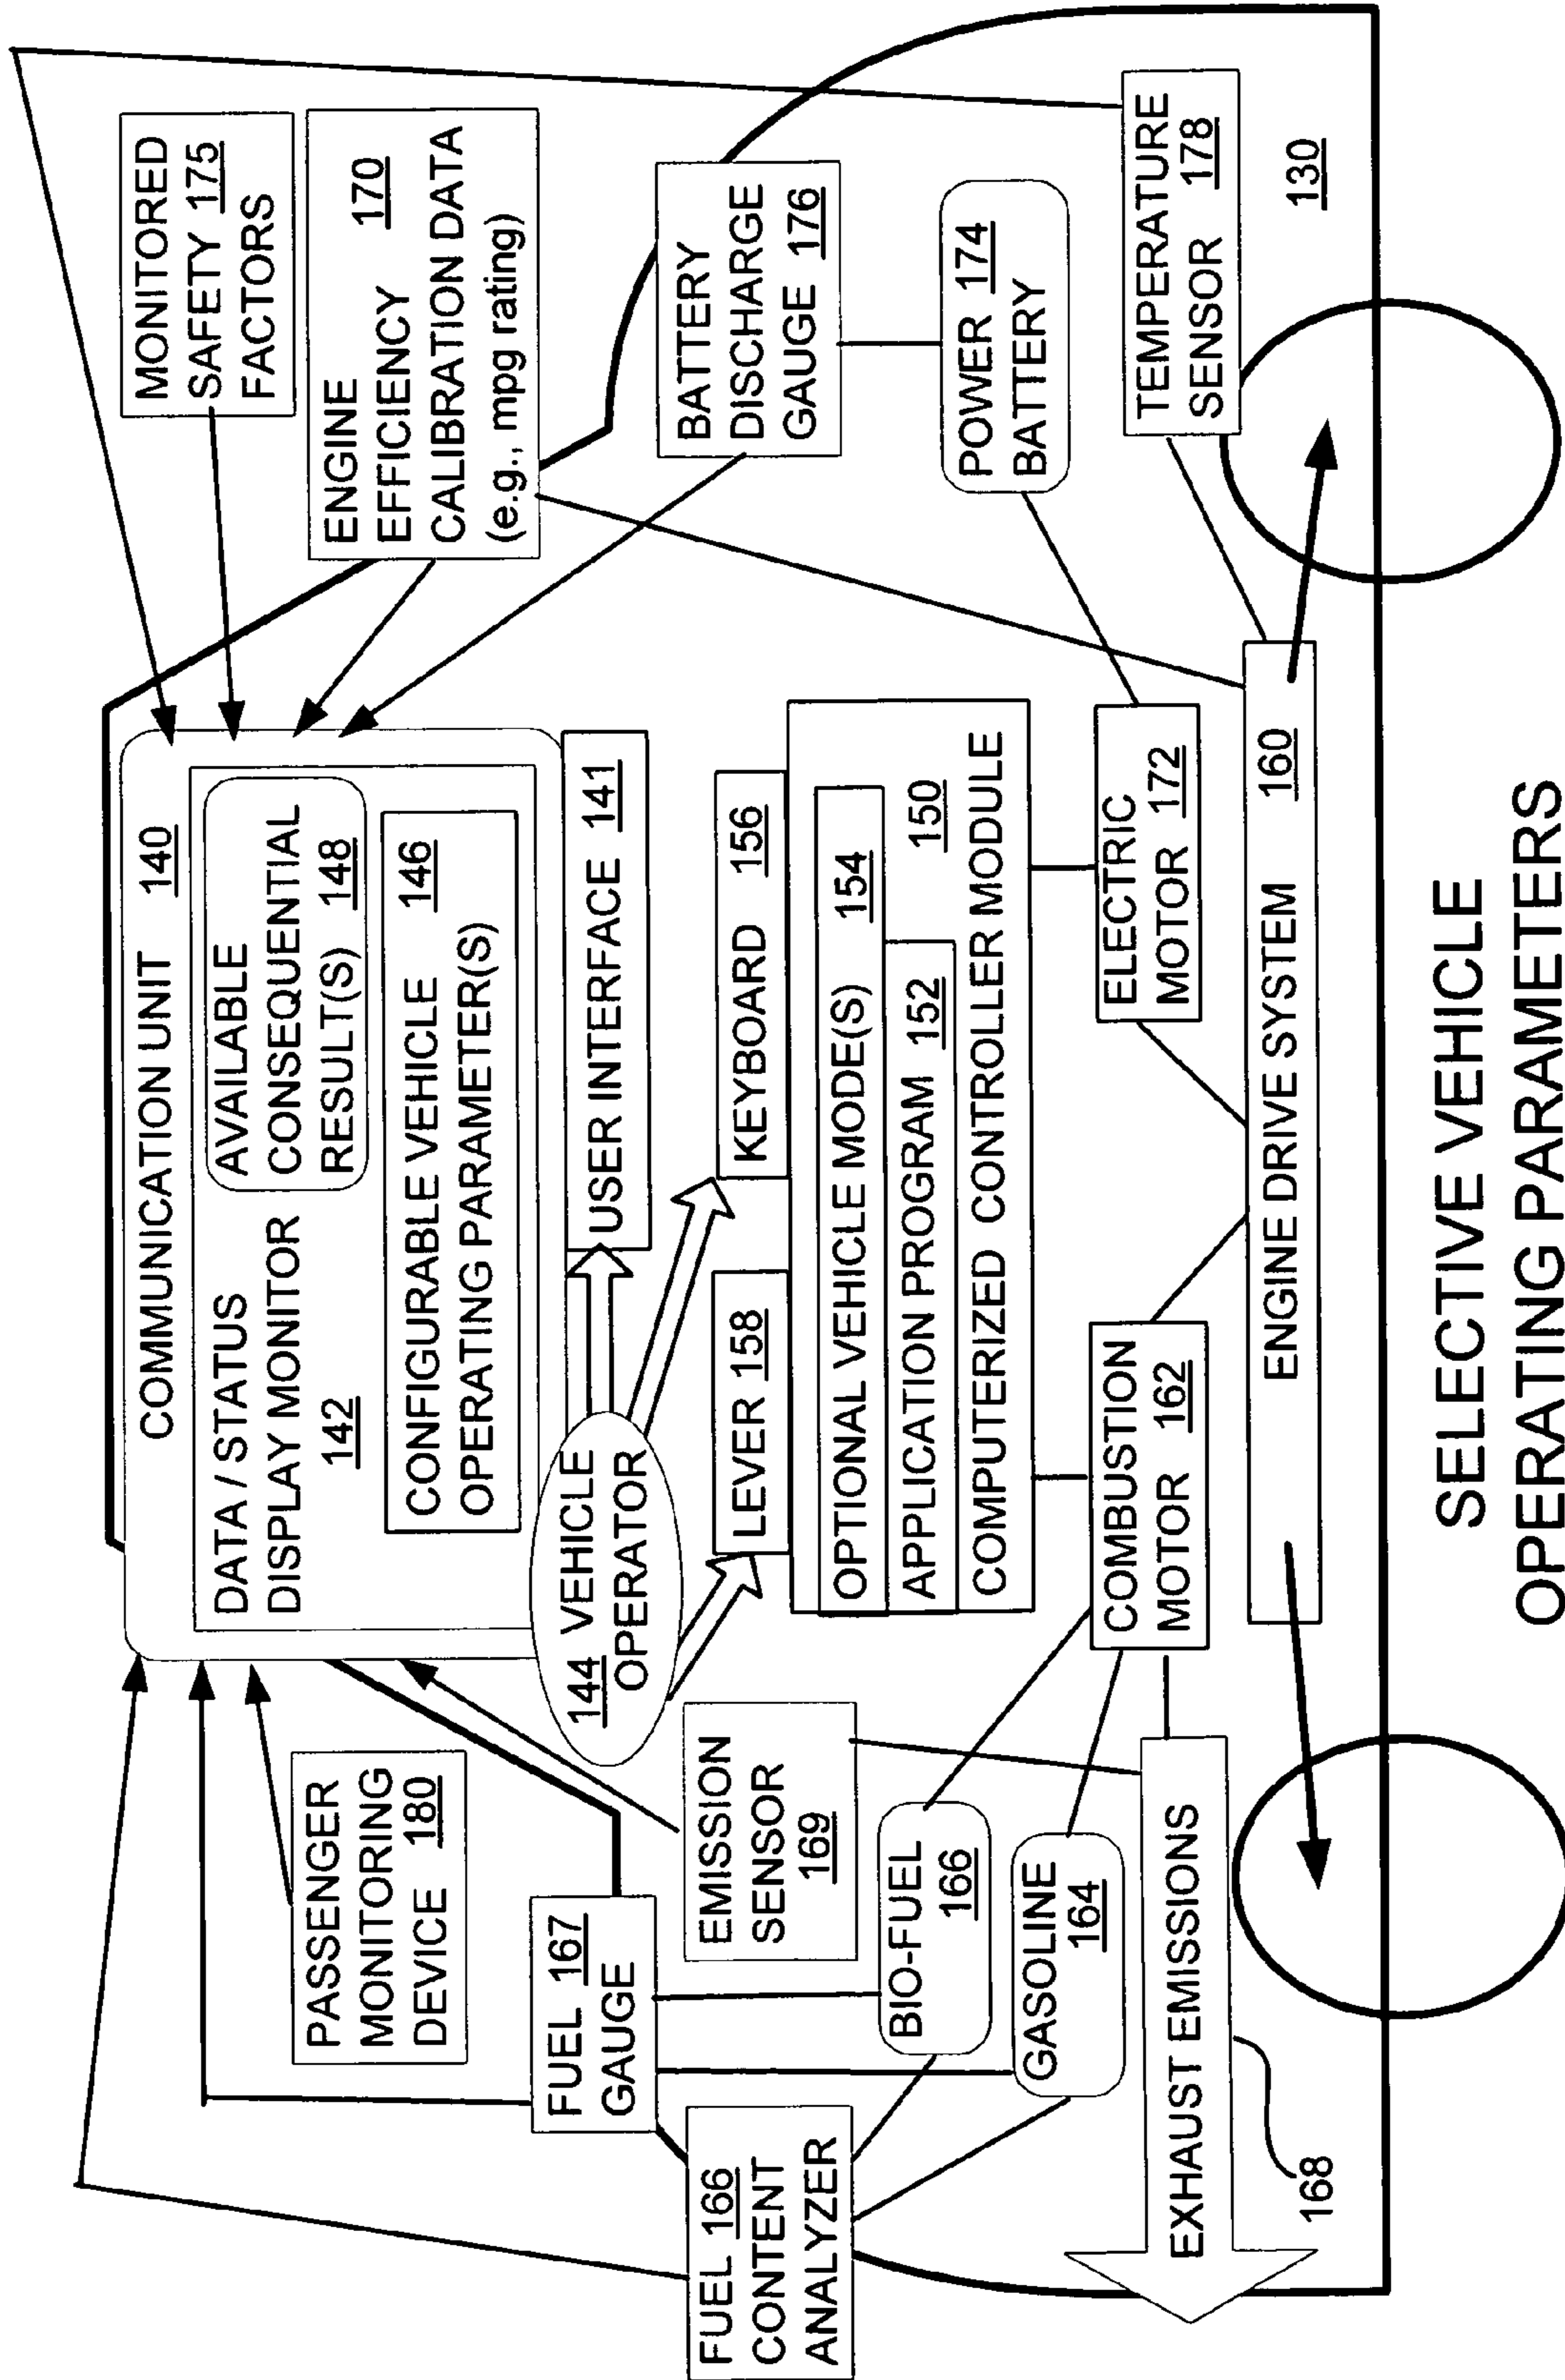 COMMUNICATION UNIT 140
DATA / STATUS
DISPLAY MONITOR
142
AVAILABLE
CONSEQUENTIAL
RESULT(S) 148
CONFIGURABLE VEHICLE 146
OPERATING PARAMETER(S)
MONITORED
SAFETY 175
FACTORS
ENGINE 170
EFFICIENCY
CALIBRATION DATA
(e.g., mpg rating)
PASSENGER
MONITORING
DEVICE 180
FUEL 167
GAUGE
144 VEHICLE
OPERATOR
USER INTERFACE 141
BATTERY
DISCHARGE
GAUGE 176
FUEL 166
CONTENT
ANALYZER
EMISSION
SENSOR
169
LEVER 158
KEYBOARD 156
OPTIONAL VEHICLE MODE(S) 154
APPLICATION PROGRAM 152
150
COMPUTERIZED CONTROLLER MODULE
POWER 174
BATTERY
BIO-FUEL
166
GASOLINE
164
COMBUSTION
MOTOR 162
ELECTRIC
MOTOR 172
TEMPERATURE
SENSOR 178
EXHAUST EMISSIONS
168
ENGINE DRIVE SYSTEM 160
130
SELECTIVE VEHICLE
OPERATING PARAMETERS